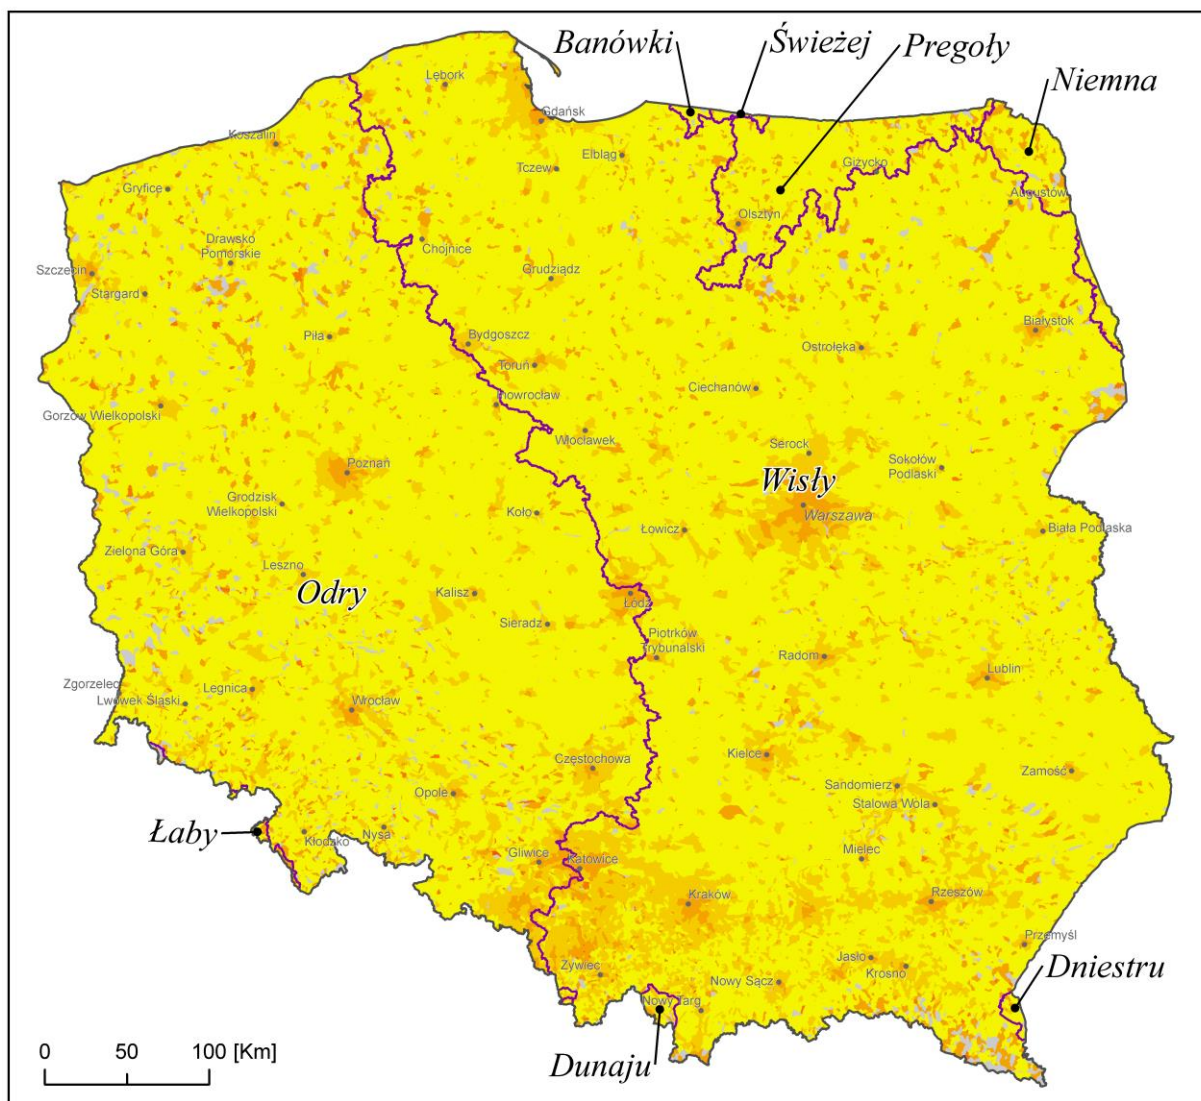 Banówki
Świeżej
Pregoły
Niemna
Lębork
Gdańsk
Koszalin
Elbląg
Tczew
Giżycko
Gryfice
Augustów
Olsztyn
Drawsko
Pomorskie
Chojnice
Szczecin
Grudziądz
Stargard
Białystok
Piła
Bydgoszcz
Ostrołęka
Toruń
Ciechanów
Inowrocław
Gorzów Wielkopolski
Włocławek
Serock
Sokołów
Podlaski
Poznań
Wisły
Grodzisk
Wielkopolski
Koło
Warszawa
Łowicz
Biała Podlaska
Zielona Góra
Leszno
Odry
Kalisz
Łódź
Sieradz
Piotrków
Trybunalski
Radom
Lublin
Zgorzelec
Legnica
Lwówek Śląski
Wrocław
Kielce
Częstochowa
Zamość
Sandomierz
Opole
Stalowa Wola
Łaby
Kłodzko
Nysa
Gliwice
Katowice
Mielec
Kraków
Rzeszów
Przemyśl
Jasło
Krosno
Dniestru
Żywiec
Nowy Sącz
Nowy Targ
Dunaju
0 50 100 [Km]